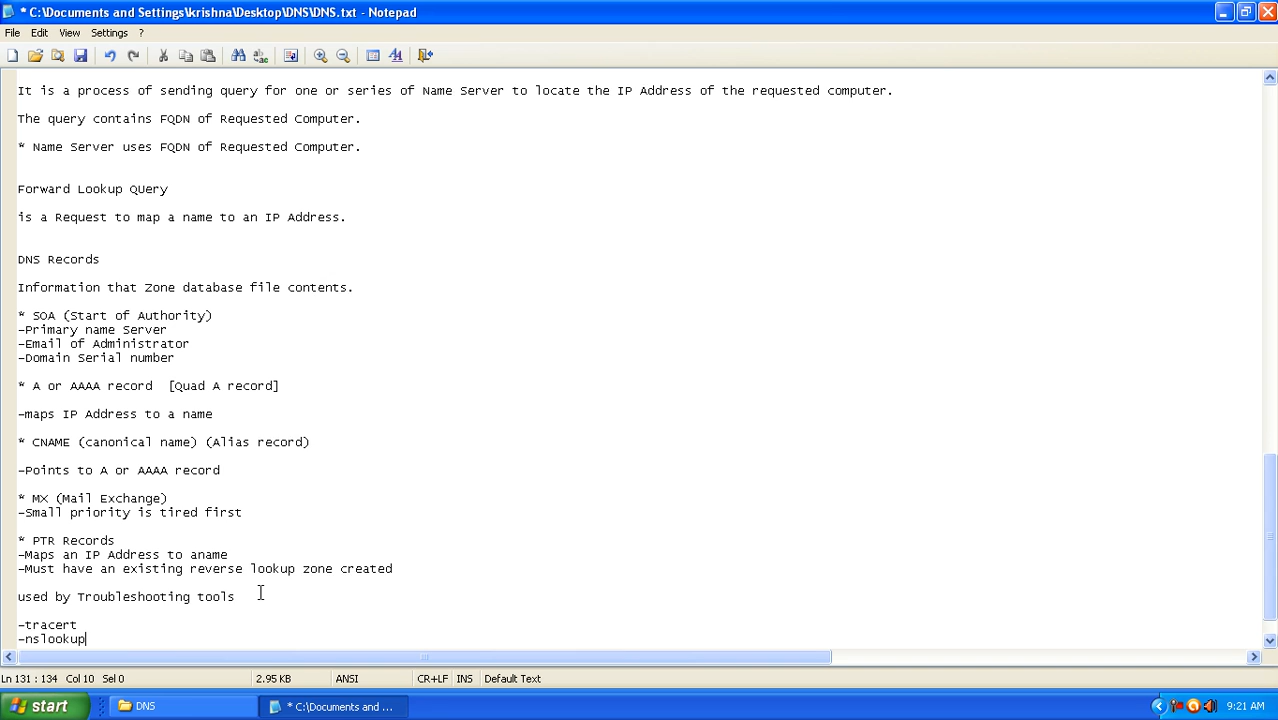 * C:\Documents and Settings\krishna\Desktop\DNS\DNS.txt - Notepad
File Edit View Settings ?
It is a process of sending query for one or series of Name Server to locate the IP Address of the requested computer.
The query contains FQDN of Requested Computer.
* Name Server uses FQDN of Requested Computer.
Forward Lookup QUery
is a Request to map a name to an IP Address.
DNS Records
Information that Zone database file contents.
* SOA (Start of Authority)
-Primary name Server
-Email of Administrator
-Domain Serial number
* A or AAAA record  [Quad A record]
-maps IP Address to a name
* CNAME (canonical name) (Alias record)
-Points to A or AAAA record
* MX (Mail Exchange)
-Small priority is tired first
* PTR Records
-Maps an IP Address to aname
-Must have an existing reverse lookup zone created
used by Troubleshooting tools
-tracert
-nslookup
Ln 131 : 134 Col 10 Sel 0 2.95 KB ANSI CR+LF INS Default Text
start DNS * C:\Documents and ... 9:21 AM